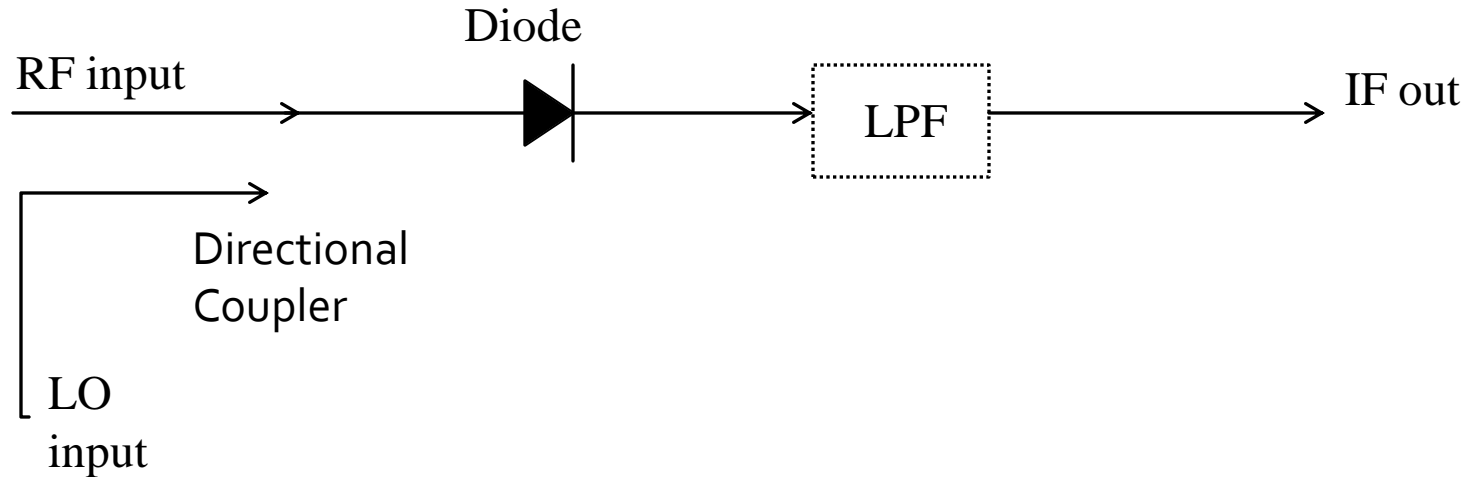 Diode
RF input
IF out
LPF
Directional
Coupler
LO
input